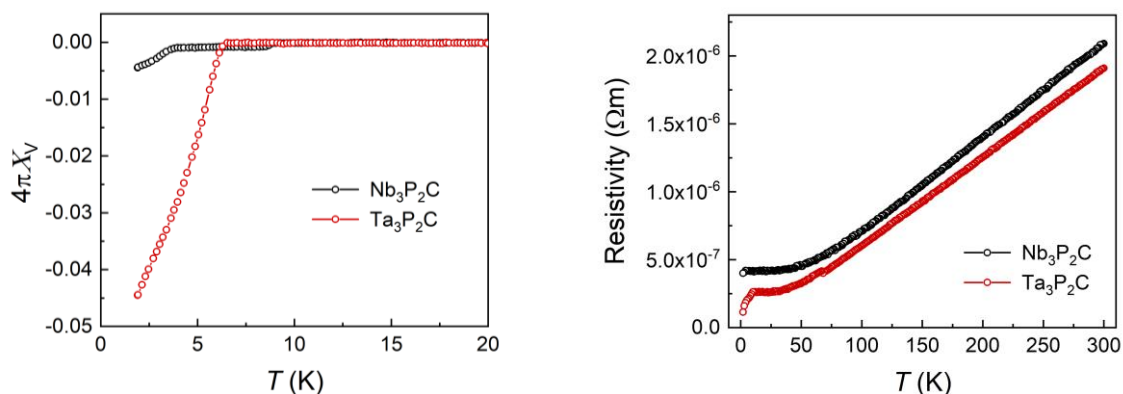 0.00
-0.01
-0.02
-0.03
-0.04
-0.05
4πΧ_V
0 5 10 15 20
T (K)
Nb₃P₂C
Ta₃P₂C
2.0x10⁻⁶
1.5x10⁻⁶
1.0x10⁻⁶
5.0x10⁻⁷
0.0
Resistivity (Ωm)
0 50 100 150 200 250 300
T (K)
Nb₃P₂C
Ta₃P₂C